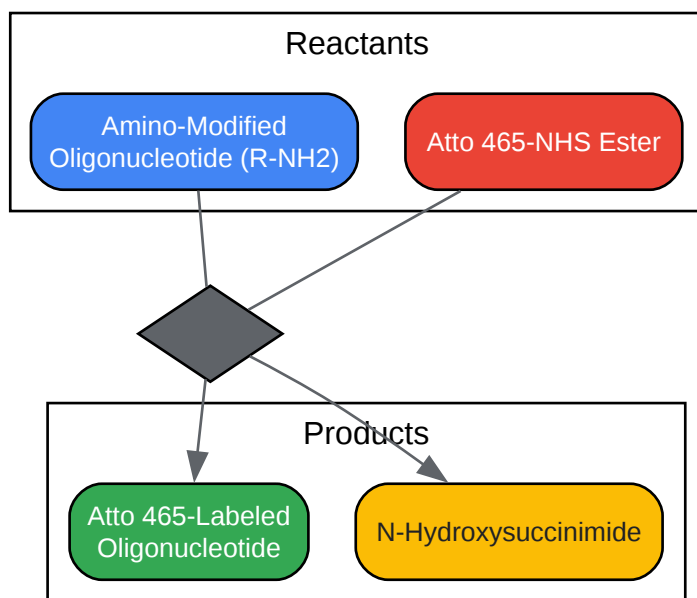 Reactants
Amino-Modified
Oligonucleotide (R-NH2)
Atto 465-NHS Ester
Products
Atto 465-Labeled
Oligonucleotide
N-Hydroxysuccinimide